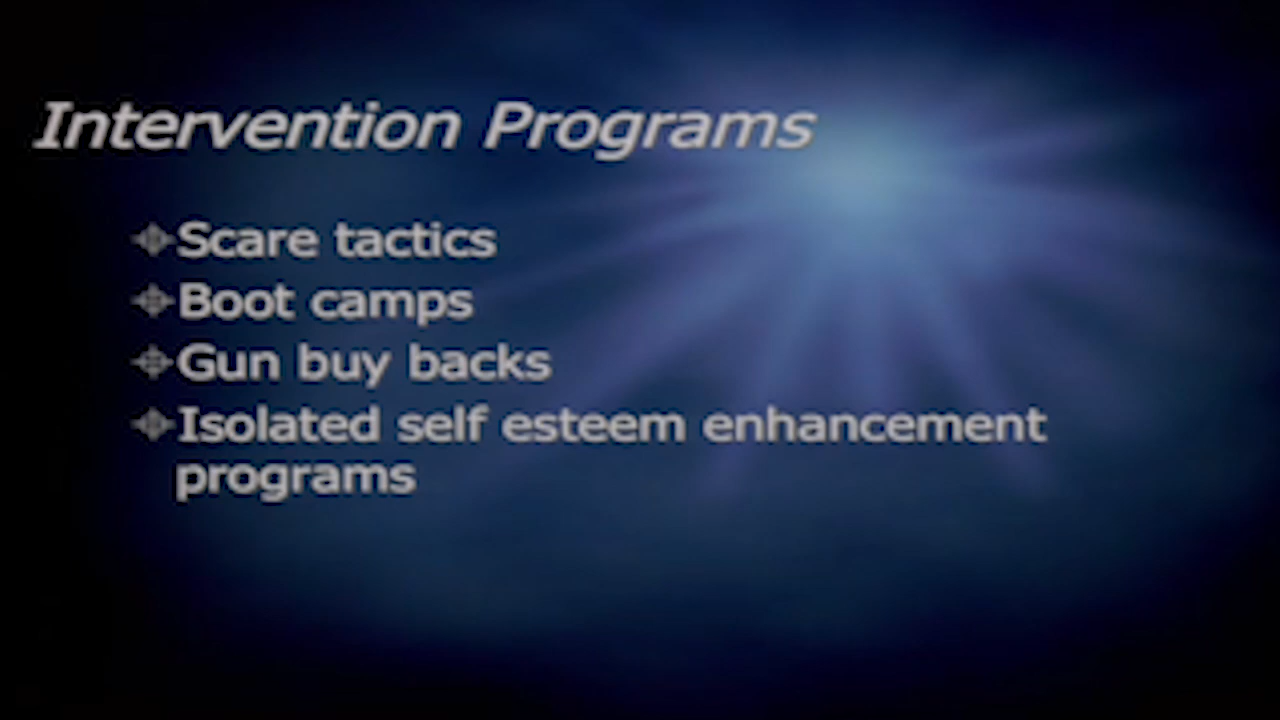 Intervention Programs
Scare tactics
Boot camps
Gun buy backs
Isolated self esteem enhancement
programs